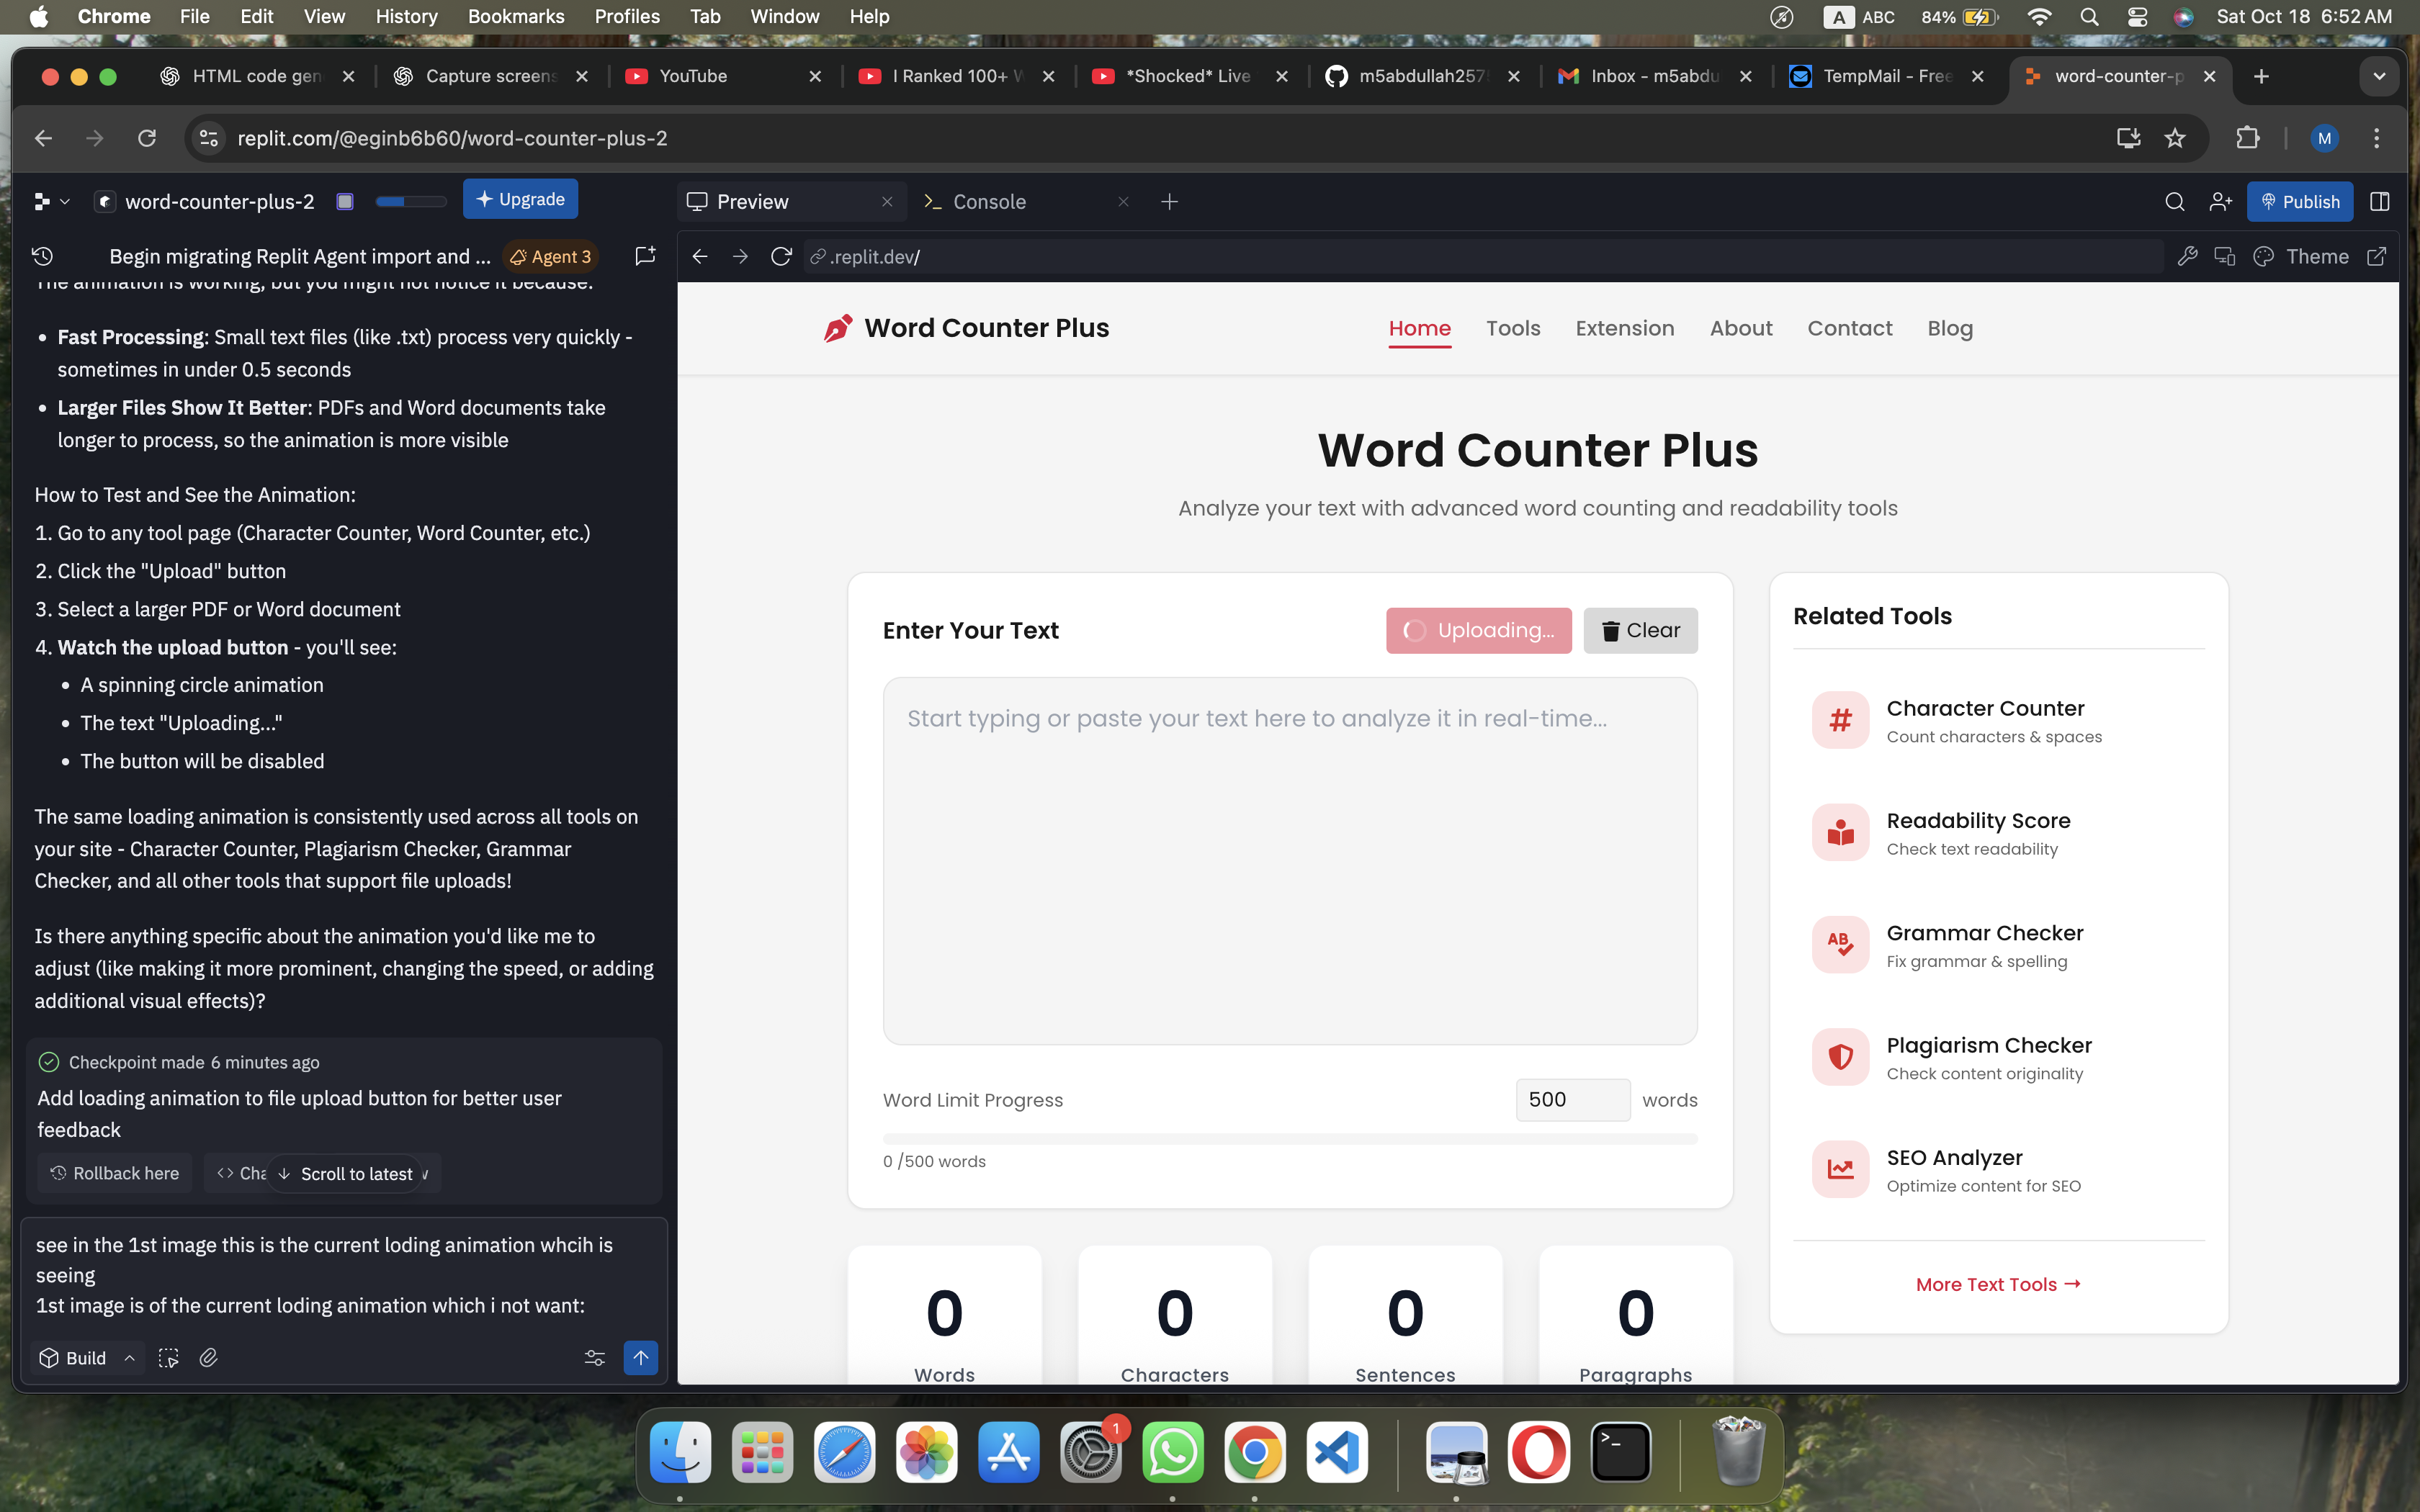 Chrome File Edit View History Bookmarks Profiles Tab Window Help
A ABC 84% Sat Oct 18 6:52 AM
HTML code gen
Capture screens
YouTube
I Ranked 100+ W
*Shocked* Live
m5abdullah257
Inbox - m5abdu
TempMail - Free
word-counter-p
replit.com/@eginb6b60/word-counter-plus-2
M
word-counter-plus-2
Upgrade
Preview
Console
Publish
Begin migrating Replit Agent import and ...
Agent 3
.replit.dev/
Theme
The animation is working, but you might not notice it because:
• Fast Processing: Small text files (like .txt) process very quickly -
sometimes in under 0.5 seconds
• Larger Files Show It Better: PDFs and Word documents take
longer to process, so the animation is more visible
How to Test and See the Animation:
1. Go to any tool page (Character Counter, Word Counter, etc.)
2. Click the "Upload" button
3. Select a larger PDF or Word document
4. Watch the upload button - you'll see:
• A spinning circle animation
• The text "Uploading..."
• The button will be disabled
The same loading animation is consistently used across all tools on
your site - Character Counter, Plagiarism Checker, Grammar
Checker, and all other tools that support file uploads!
Is there anything specific about the animation you'd like me to
adjust (like making it more prominent, changing the speed, or adding
additional visual effects)?
Checkpoint made 6 minutes ago
Add loading animation to file upload button for better user
feedback
Rollback here
<> Cha
↓ Scroll to latest
see in the 1st image this is the current loding animation whcih is
seeing
1st image is of the current loding animation which i not want:
Build
Word Counter Plus
Home Tools Extension About Contact Blog
Word Counter Plus
Analyze your text with advanced word counting and readability tools
Enter Your Text
Uploading...
Clear
Start typing or paste your text here to analyze it in real-time...
Word Limit Progress
500 words
0 /500 words
0
Words
0
Characters
0
Sentences
0
Paragraphs
Related Tools
#
Character Counter
Count characters & spaces
Readability Score
Check text readability
AB
Grammar Checker
Fix grammar & spelling
Plagiarism Checker
Check content originality
SEO Analyzer
Optimize content for SEO
More Text Tools →
1
>_